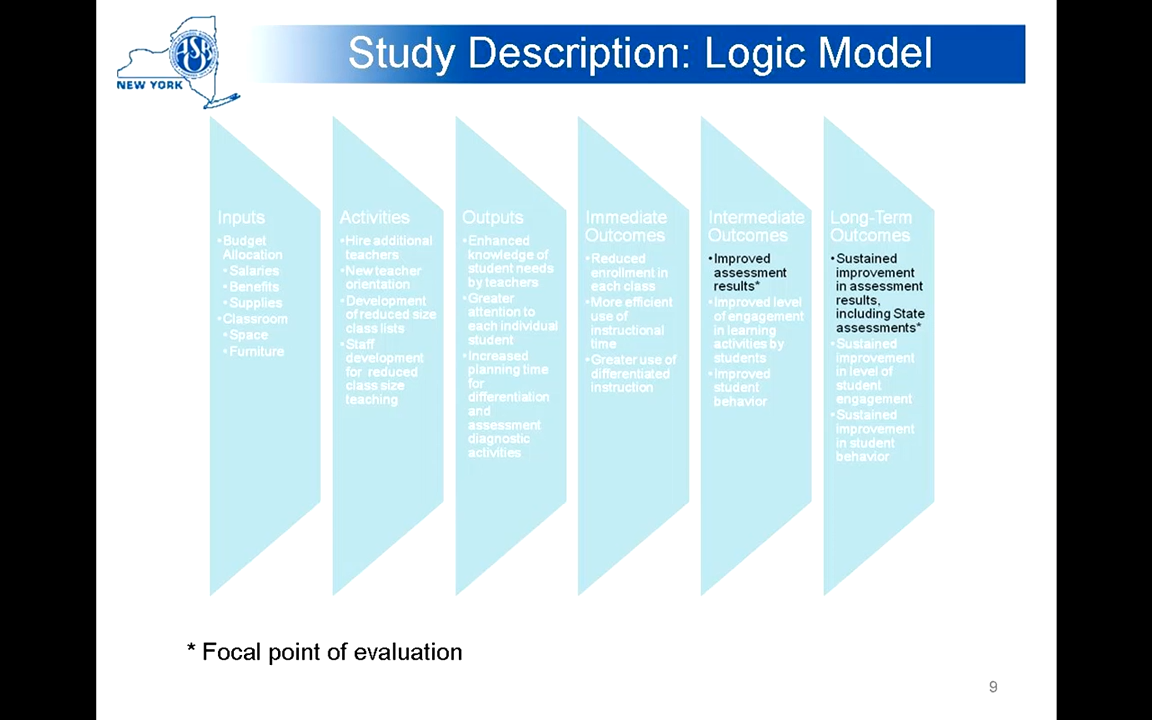 Study Description: Logic Model
NEW YORK
Inputs
•Budget
Allocation
•Salaries
•Benefits
•Supplies
•Classroom
•Space
•Furniture
Activities
•Hire additional
teachers
•New teacher
orientation
•Development
of reduced size
class lists
•Staff
development
for reduced
class size
teaching
Outputs
•Enhanced
knowledge of
student needs
by teachers
•Greater
attention to
each individual
student
•Increased
planning time
for
differentiation
and
assessment
diagnostic
activities
Immediate
Outcomes
•Reduced
enrollment in
each class
•More efficient
use of
instructional
time
•Greater use of
differentiated
instruction
Intermediate
Outcomes
•Improved
assessment
results*
•Improved level
of engagement
in learning
activities by
students
•Improved
student
behavior
Long-Term
Outcomes
•Sustained
improvement
in assessment
results,
including State
assessments*
•Sustained
improvement
in level of
student
engagement
•Sustained
improvement
in student
behavior
* Focal point of evaluation
9